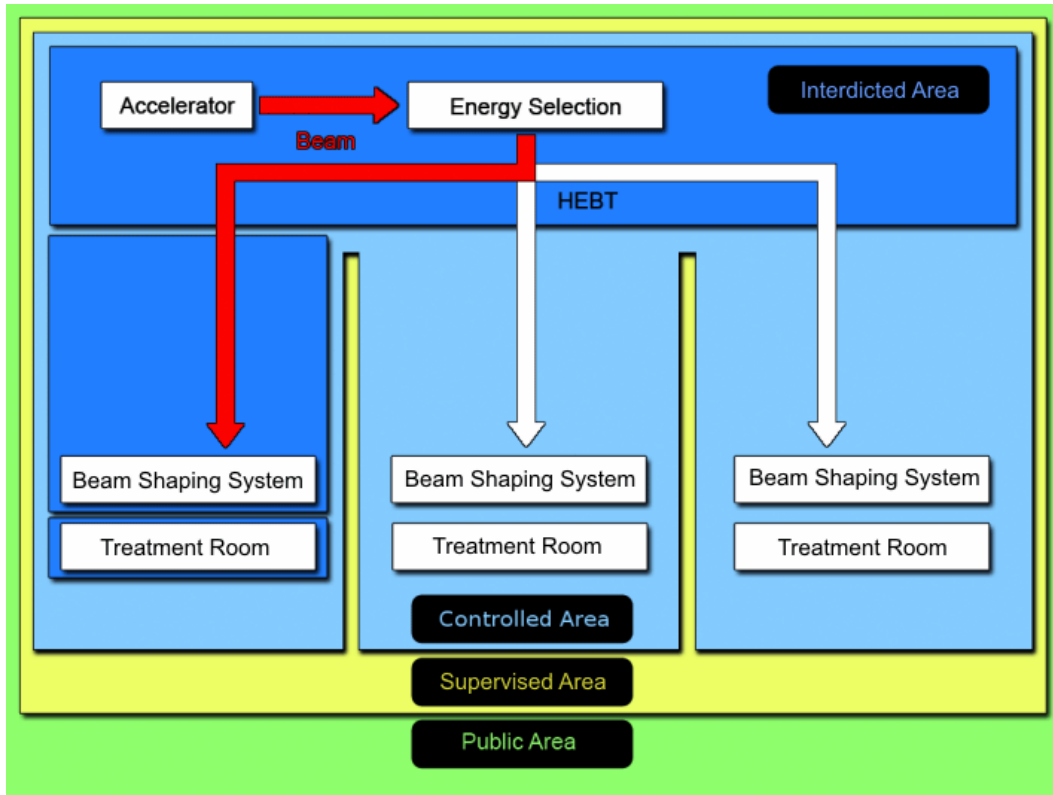 Accelerator
Energy Selection
Interdicted Area
Beam
HEBT
Beam Shaping System
Beam Shaping System
Beam Shaping System
Treatment Room
Treatment Room
Treatment Room
Controlled Area
Supervised Area
Public Area